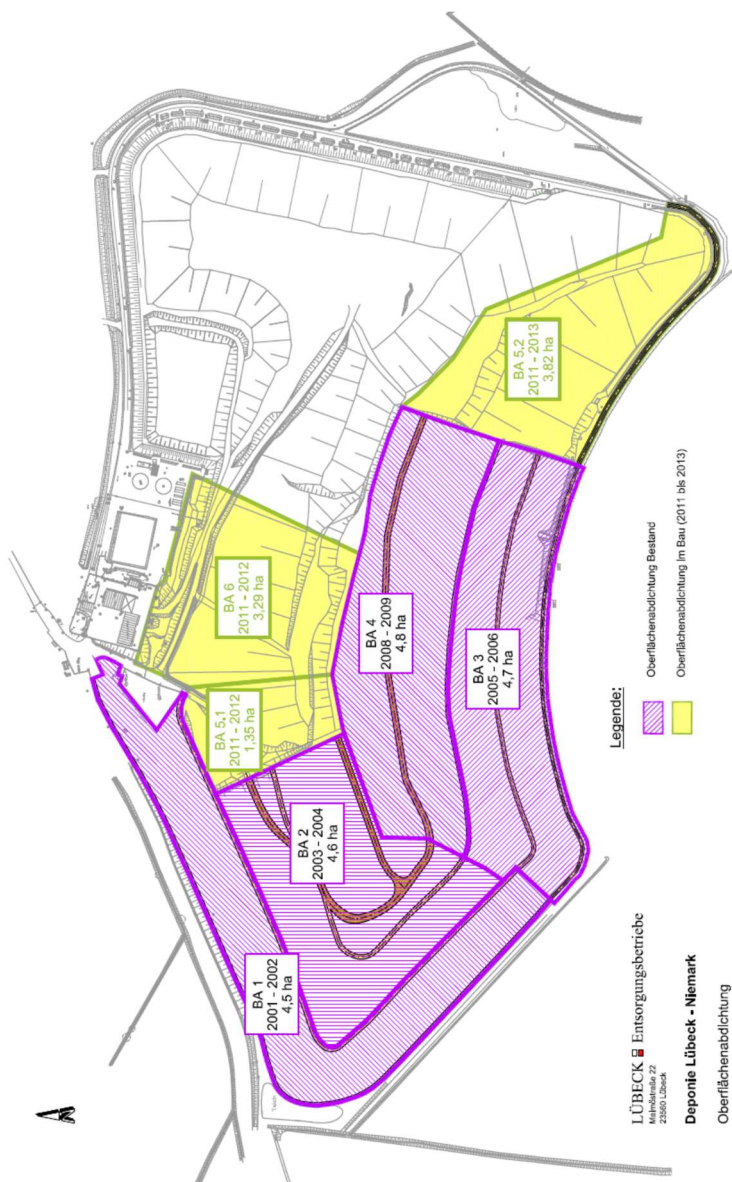 BA 1
2001 - 2002
4,5 ha
BA 2
2003 - 2004
4,6 ha
BA 5.1
2011 - 2012
1,35 ha
BA 6
2011 - 2012
3,29 ha
BA 4
2008 - 2009
4,8 ha
BA 3
2005 - 2006
4,7 ha
BA 5.2
2011 - 2013
3,82 ha
Teich
Legende:
Oberflächenabdichtung Bestand
Oberflächenabdichtung im Bau (2011 bis 2013)
LÜBECK Entsorgungsbetriebe
Malmöstraße 22
23560 Lübeck
Deponie Lübeck - Niemark
Oberflächenabdichtung